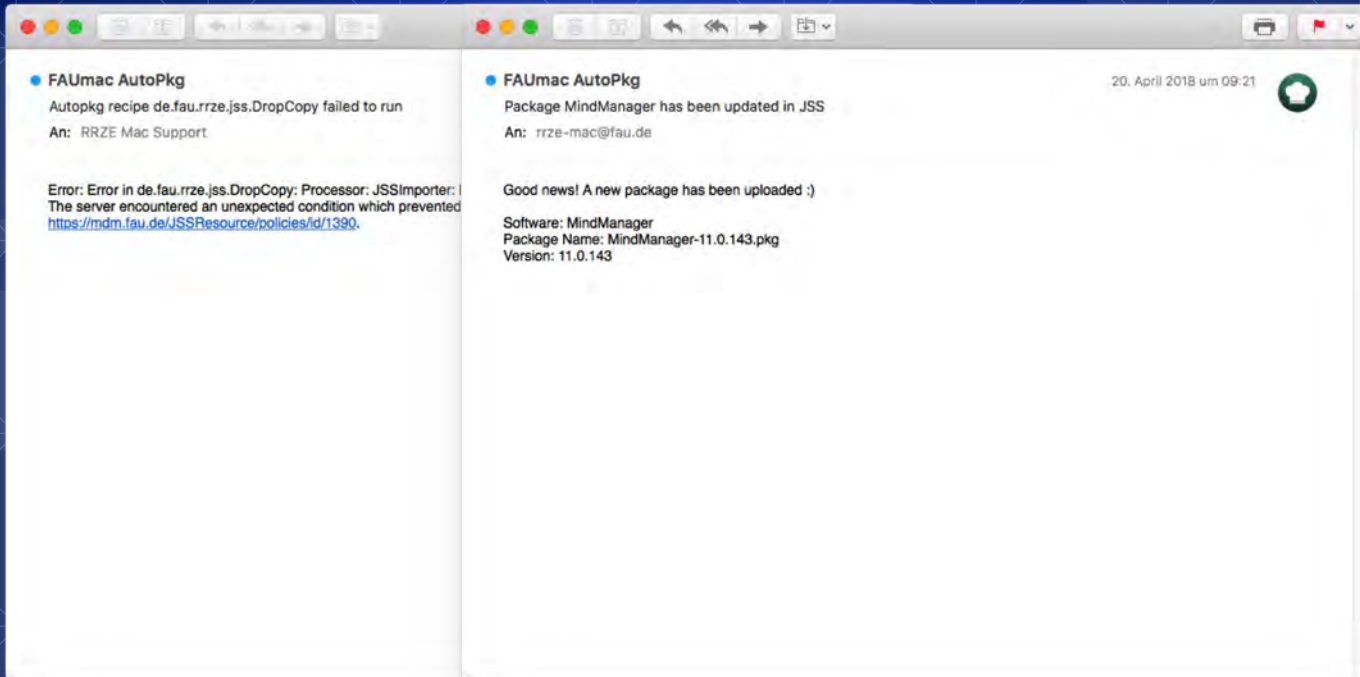 FAUmac AutoPkg
Autopkg recipe de.fau.rrze.jss.DropCopy failed to run
An: RRZE Mac Support
Error: Error in de.fau.rrze.jss.DropCopy: Processor: JSSImporter:
The server encountered an unexpected condition which prevented
https://mdm.fau.de/JSSResource/policies/id/1390.
FAUmac AutoPkg
20. April 2018 um 09:21
Package MindManager has been updated in JSS
An: rrze-mac@fau.de
Good news! A new package has been uploaded :)
Software: MindManager
Package Name: MindManager-11.0.143.pkg
Version: 11.0.143